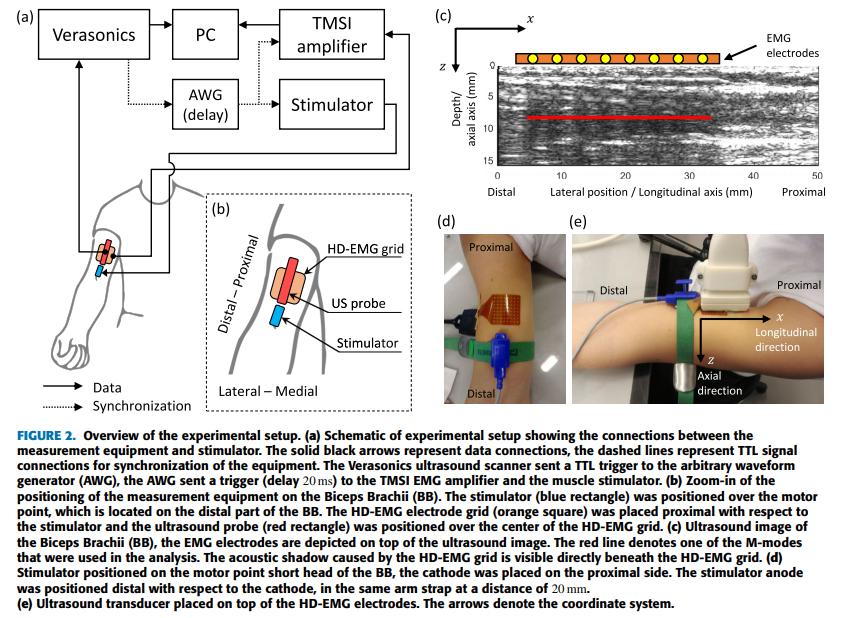 (a)
Verasonics
PC
TMSI
amplifier
AWG
(delay)
Stimulator
(b)
Distal – Proximal
HD-EMG grid
US probe
Stimulator
Lateral – Medial
Data
Synchronization
(c)
x
z
EMG
electrodes
Depth/
axial axis (mm)
0
5
10
15
0
10
20
30
40
50
Distal
Lateral position / Longitudinal axis (mm)
Proximal
(d)
Proximal
Distal
(e)
Distal
Proximal
x
Longitudinal
direction
z
Axial
direction
FIGURE 2. Overview of the experimental setup. (a) Schematic of experimental setup showing the connections between the
measurement equipment and stimulator. The solid black arrows represent data connections, the dashed lines represent TTL signal
connections for synchronization of the equipment. The Verasonics ultrasound scanner sent a TTL trigger to the arbitrary waveform
generator (AWG), the AWG sent a trigger (delay 20 ms) to the TMSI EMG amplifier and the muscle stimulator. (b) Zoom-in of the
positioning of the measurement equipment on the Biceps Brachii (BB). The stimulator (blue rectangle) was positioned over the motor
point, which is located on the distal part of the BB. The HD-EMG electrode grid (orange square) was placed proximal with respect to
the stimulator and the ultrasound probe (red rectangle) was positioned over the center of the HD-EMG grid. (c) Ultrasound image of
the Biceps Brachii (BB), the EMG electrodes are depicted on top of the ultrasound image. The red line denotes one of the M-modes
that were used in the analysis. The acoustic shadow caused by the HD-EMG grid is visible directly beneath the HD-EMG grid. (d)
Stimulator positioned on the motor point short head of the BB, the cathode was placed on the proximal side. The stimulator anode
was positioned distal with respect to the cathode, in the same arm strap at a distance of 20 mm.
(e) Ultrasound transducer placed on top of the HD-EMG electrodes. The arrows denote the coordinate system.